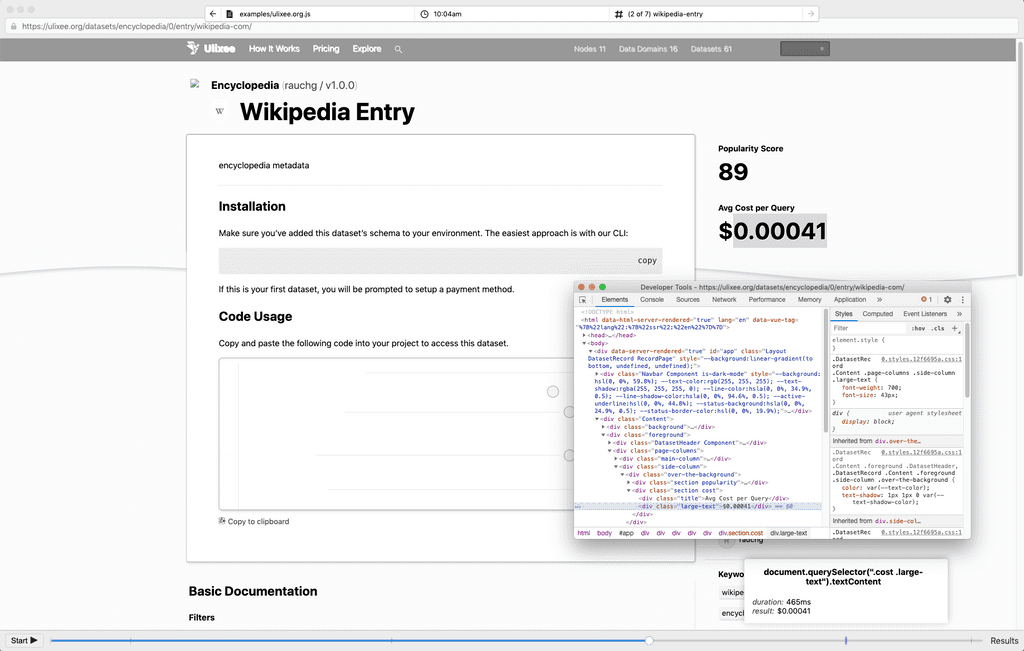 examples/ulixee.org.js
10:04am
(2 of 7) wikipedia-entry
https://ulixee.org/datasets/encyclopedia/0/entry/wikipedia-com/
Ulixee How It Works Pricing Explore Nodes 11 Data Domains 16 Datasets 61
Encyclopedia (rauchg / v1.0.0)
W Wikipedia Entry
encyclopedia metadata
Installation
Make sure you've added this dataset's schema to your environment. The easiest approach is with our CLI:
copy
If this is your first dataset, you will be prompted to setup a payment method.
Code Usage
Copy and paste the following code into your project to access this dataset.
Copy to clipboard
Basic Documentation
Filters
Popularity Score
89
Avg Cost per Query
$0.00041
Developer Tools - https://ulixee.org/datasets/encyclopedia/0/entry/wikipedia-com/
Elements Console Sources Network Performance Memory Application » 1
<!DOCTYPE html>
<html data-html-server-rendered="true" lang="en" data-vue-tag=
"%7B%22lang%22:%7B%22ssr%22:%22en%22%7D%7D">
<head>…</head>
<body>
<div data-server-rendered="true" id="app" class="Layout
DatasetRecord RecordPage" style="--background:linear-gradient(to
bottom, undefined, undefined);">
<div class="Navbar Component is-dark-mode" style="--background:
hsl(0, 0%, 59.8%); --text-color:rgb(255, 255, 255); --text-
shadow:rgba(255, 255, 255, 0); --line-color:hsla(0, 0%, 34.9%,
0.5); --line-shadow-color:hsla(0, 0%, 94.6%, 0.5); --active-
underline:hsl(0, 0%, 44.8%); --status-background:hsla(0, 0%,
24.9%, 0.5); --status-border-color:hsl(0, 0%, 19.9%);">…</div>
<div class="Content">
<div class="background">…</div>
<div class="foreground">
<div class="DatasetHeader Component">…</div>
<div class="page-columns">
<div class="main-column">…</div>
<div class="side-column">
<div class="over-the-background">
<div class="section popularity">…</div>
<div class="section cost">
<div class="title">Avg Cost per Query</div>
<div class="large-text">$0.00041</div> == $0
</div>
</div>
html body #app div div div div div div.section.cost div.large-text
Styles Computed Event Listeners »
Filter :hov .cls +
element.style {
}
.DatasetRec 0.styles.12f6695a.css:1
ord
.Content .page-columns .side-column
.large-text {
font-weight: 700;
font-size: 43px;
}
div { user agent stylesheet
display: block;
}
Inherited from div.over-the…
.DatasetRec 0.styles.12f6695a.css:1
ord
.Content .foreground .DatasetHeader,
.DatasetRecord .Content .foreground
.side-column .over-the-background {
color: var(--text-color);
text-shadow: 1px 1px 0 var(--
text-shadow-color);
}
Inherited from div.side-col…
.DatasetRec 0.styles.12f6695a.css:1
rauchg
Keywo
wikipe
encycl
document.querySelector(".cost .large-
text").textContent
duration: 465ms
result: $0.00041
Start
Results